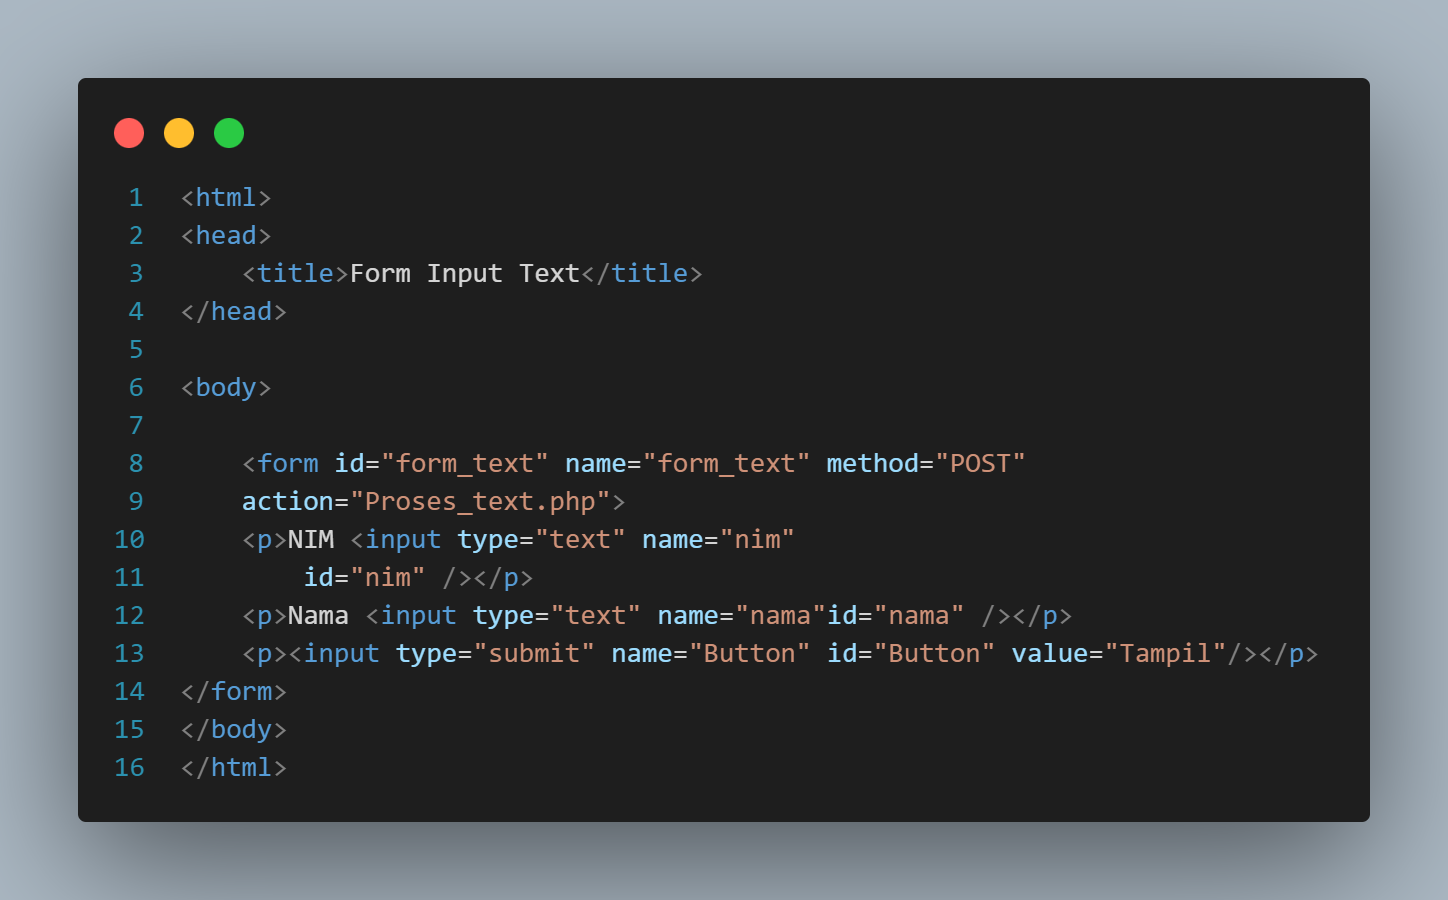 1 <html>
2 <head>
3     <title>Form Input Text</title>
4 </head>
5
6 <body>
7
8     <form id="form_text" name="form_text" method="POST"
9     action="Proses_text.php">
10     <p>NIM <input type="text" name="nim"
11         id="nim" /></p>
12     <p>Nama <input type="text" name="nama"id="nama" /></p>
13     <p><input type="submit" name="Button" id="Button" value="Tampil"/></p>
14 </form>
15 </body>
16 </html>